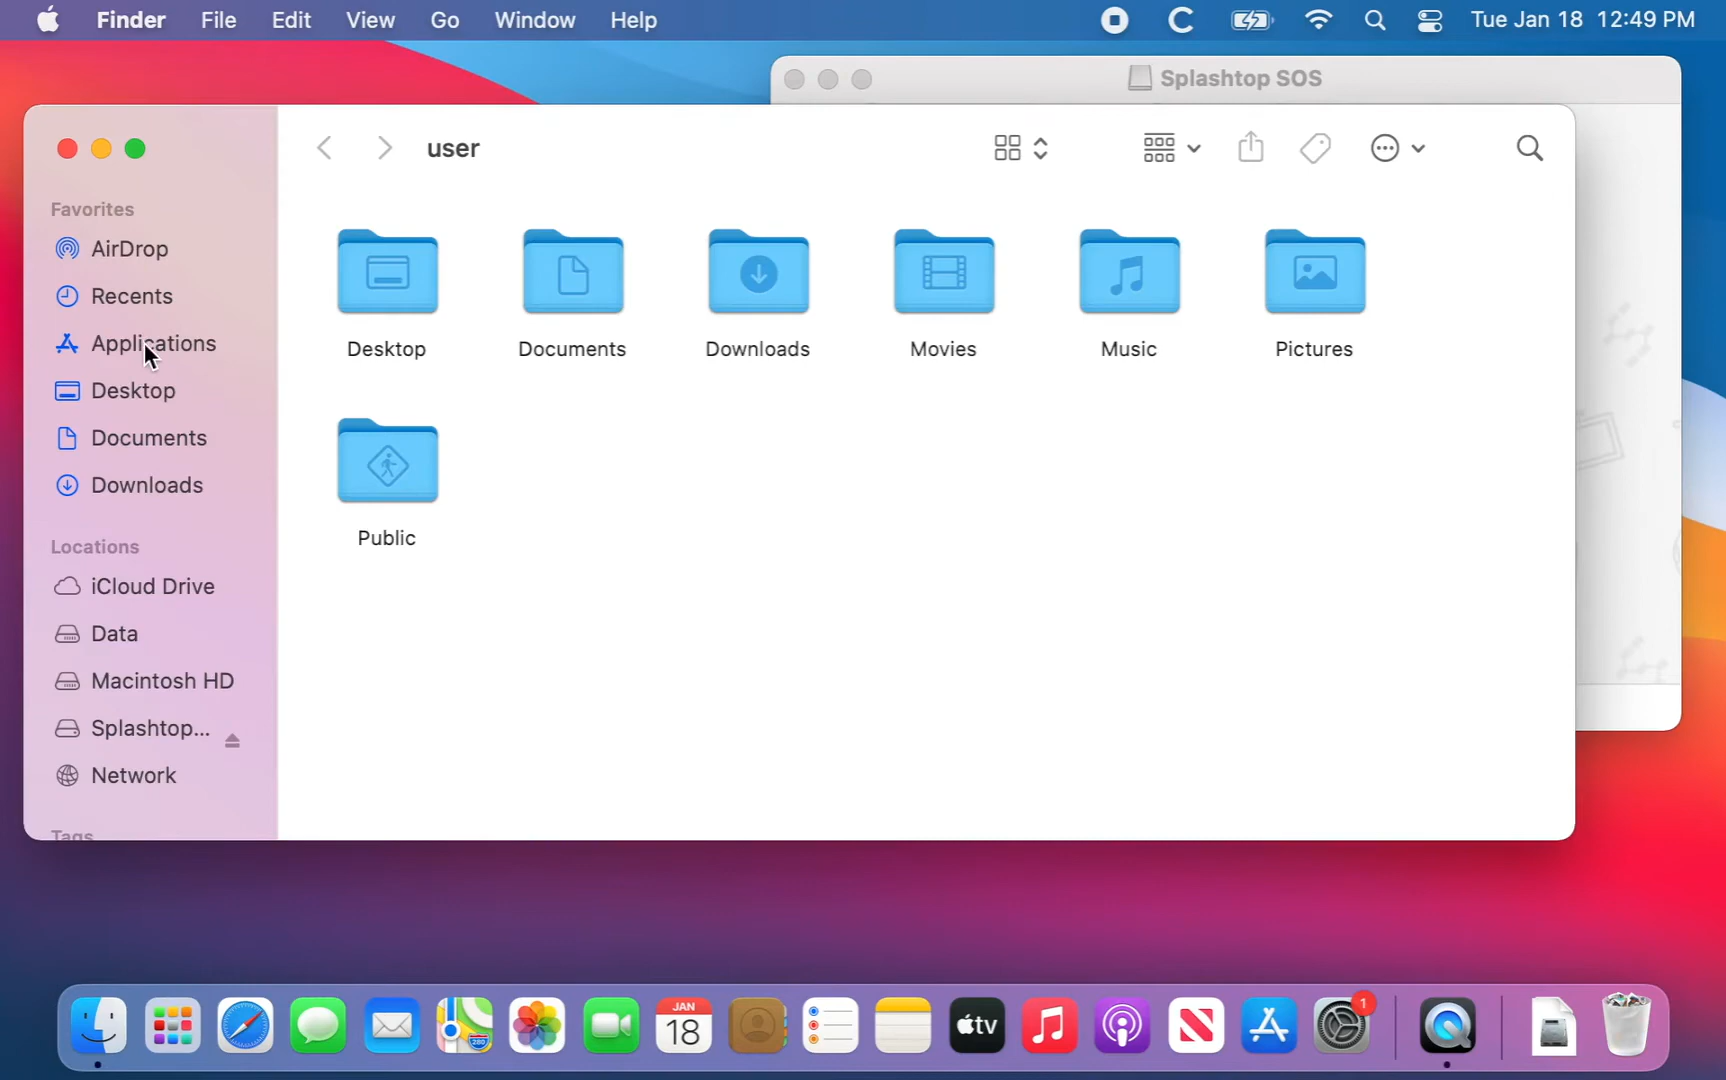 Finder File Edit View Go Window Help Tue Jan 18 12:49 PM
Splashtop SOS
user
Favorites
AirDrop
Recents
Applications
Desktop
Documents
Downloads
Locations
iCloud Drive
Data
Macintosh HD
Splashtop...
Network
Tags
Desktop Documents Downloads Movies Music Pictures
Public
280
JAN
18
tv
1